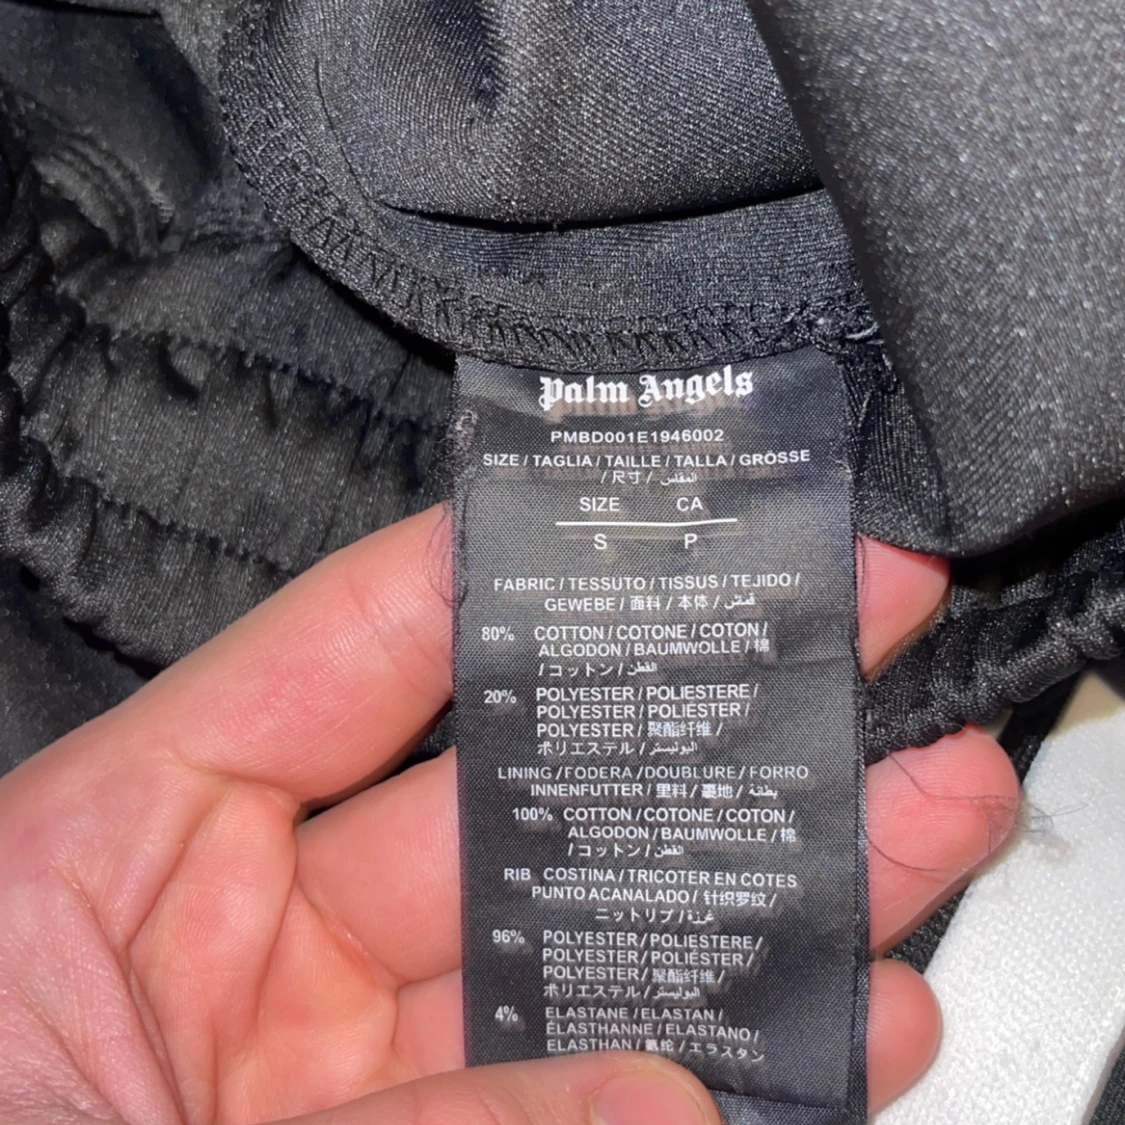 Palm Angels
PMBD001E1946002
SIZE / TAGLIA / TAILLE / TALLA / GRÖSSE
/ 尺寸 / المقاس
SIZE CA
S P
FABRIC / TESSUTO / TISSUS / TEJIDO /
GEWEBE / 面料 / 本体 / قماش
80% COTTON / COTONE / COTON /
ALGODON / BAUMWOLLE / 棉
/ コットン / القطن
20% POLYESTER / POLIESTERE /
POLYESTER / POLIESTER /
POLYESTER / 聚酯纤维 /
ポリエステル / البوليستر
LINING / FODERA / DOUBLURE / FORRO
INNENFUTTER / 里料 / 裏地 / بطانة
100% COTTON / COTONE / COTON /
ALGODON / BAUMWOLLE / 棉
/ コットン / القطن
RIB COSTINA / TRICOTER EN COTES
PUNTO ACANALADO / 针织罗纹 /
ニットリブ / غرزة
96% POLYESTER / POLIESTERE /
POLYESTER / POLIÉSTER /
POLYESTER / 聚酯纤维 /
ポリエステル / البوليستر
4% ELASTANE / ELASTAN /
ÉLASTHANNE / ELASTANO /
ELASTHAN / 氨纶 / エラスタン